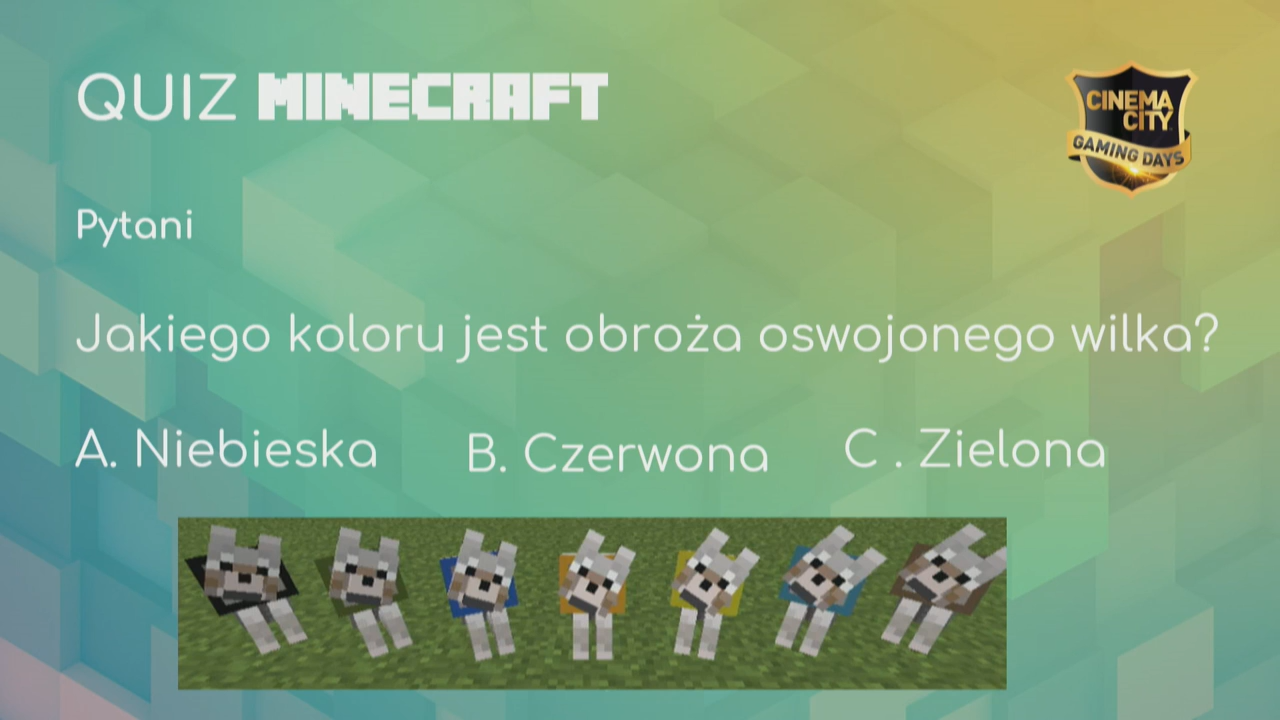 QUIZ MINECRAFT
CINEMA
CITY
GAMING DAYS
Pytani
Jakiego koloru jest obroża oswojonego wilka?
A. Niebieska B. Czerwona C . Zielona